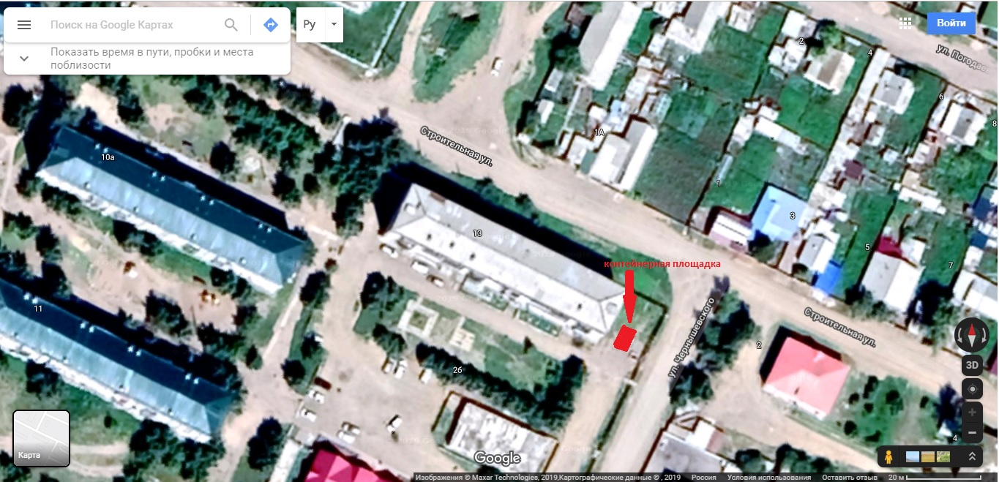 Поиск на Google Картах
Ру
Войти
Показать время в пути, пробки и места
поблизости
ул. Погодае
2
4
6
8
1А
Строительная ул.
10а
1
3
13
5
7
контейнерная площадка
11
ул. Чернышевского
Строительная ул.
2
3D
2б
4
Карта
Google
Изображения © Maxar Technologies, 2019,Картографические данные © , 2019 Россия Условия использования Оставить отзыв 20 м